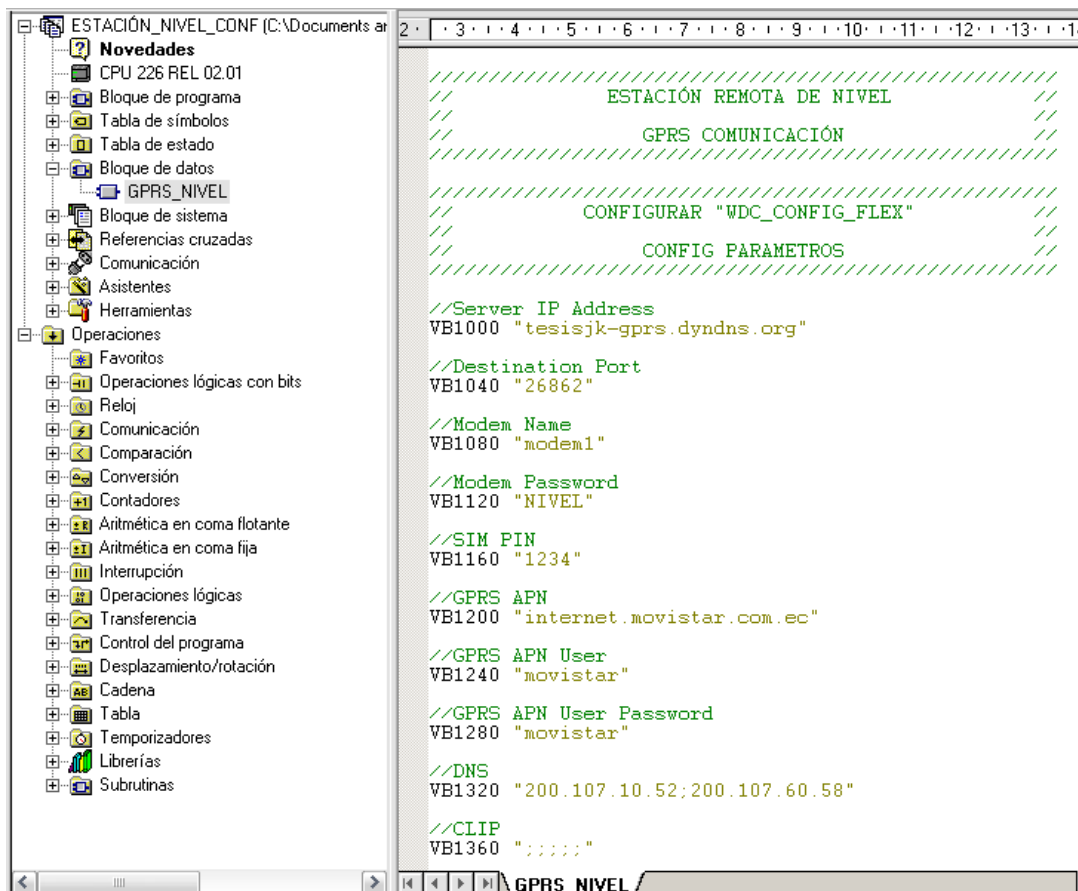 ESTACIÓN_NIVEL_CONF (C:\Documents ar
Novedades
CPU 226 REL 02.01
Bloque de programa
Tabla de símbolos
Tabla de estado
Bloque de datos
GPRS_NIVEL
Bloque de sistema
Referencias cruzadas
Comunicación
Asistentes
Herramientas
Operaciones
Favoritos
Operaciones lógicas con bits
Reloj
Comunicación
Comparación
Conversión
Contadores
Aritmética en coma flotante
Aritmética en coma fija
Interrupción
Operaciones lógicas
Transferencia
Control del programa
Desplazamiento/rotación
Cadena
Tabla
Temporizadores
Librerías
Subrutinas
2 · · 3 · ı · 4 · ı · 5 · ı · 6 · ı · 7 · ı · 8 · ı · 9 · ı · 10 · ı · 11 · ı · 12 · ı · 13 · ı · 1
/////////////////////////////////////////////////////
// ESTACIÓN REMOTA DE NIVEL //
// //
// GPRS COMUNICACIÓN //
/////////////////////////////////////////////////////
/////////////////////////////////////////////////////
// CONFIGURAR "WDC_CONFIG_FLEX" //
// //
// CONFIG PARAMETROS //
/////////////////////////////////////////////////////
//Server IP Address
VB1000 "tesisjk-gprs.dyndns.org"
//Destination Port
VB1040 "26862"
//Modem Name
VB1080 "modem1"
//Modem Password
VB1120 "NIVEL"
//SIM PIN
VB1160 "1234"
//GPRS APN
VB1200 "internet.movistar.com.ec"
//GPRS APN User
VB1240 "movistar"
//GPRS APN User Password
VB1280 "movistar"
//DNS
VB1320 "200.107.10.52;200.107.60.58"
//CLIP
VB1360 ";;;;;"
GPRS_NIVEL